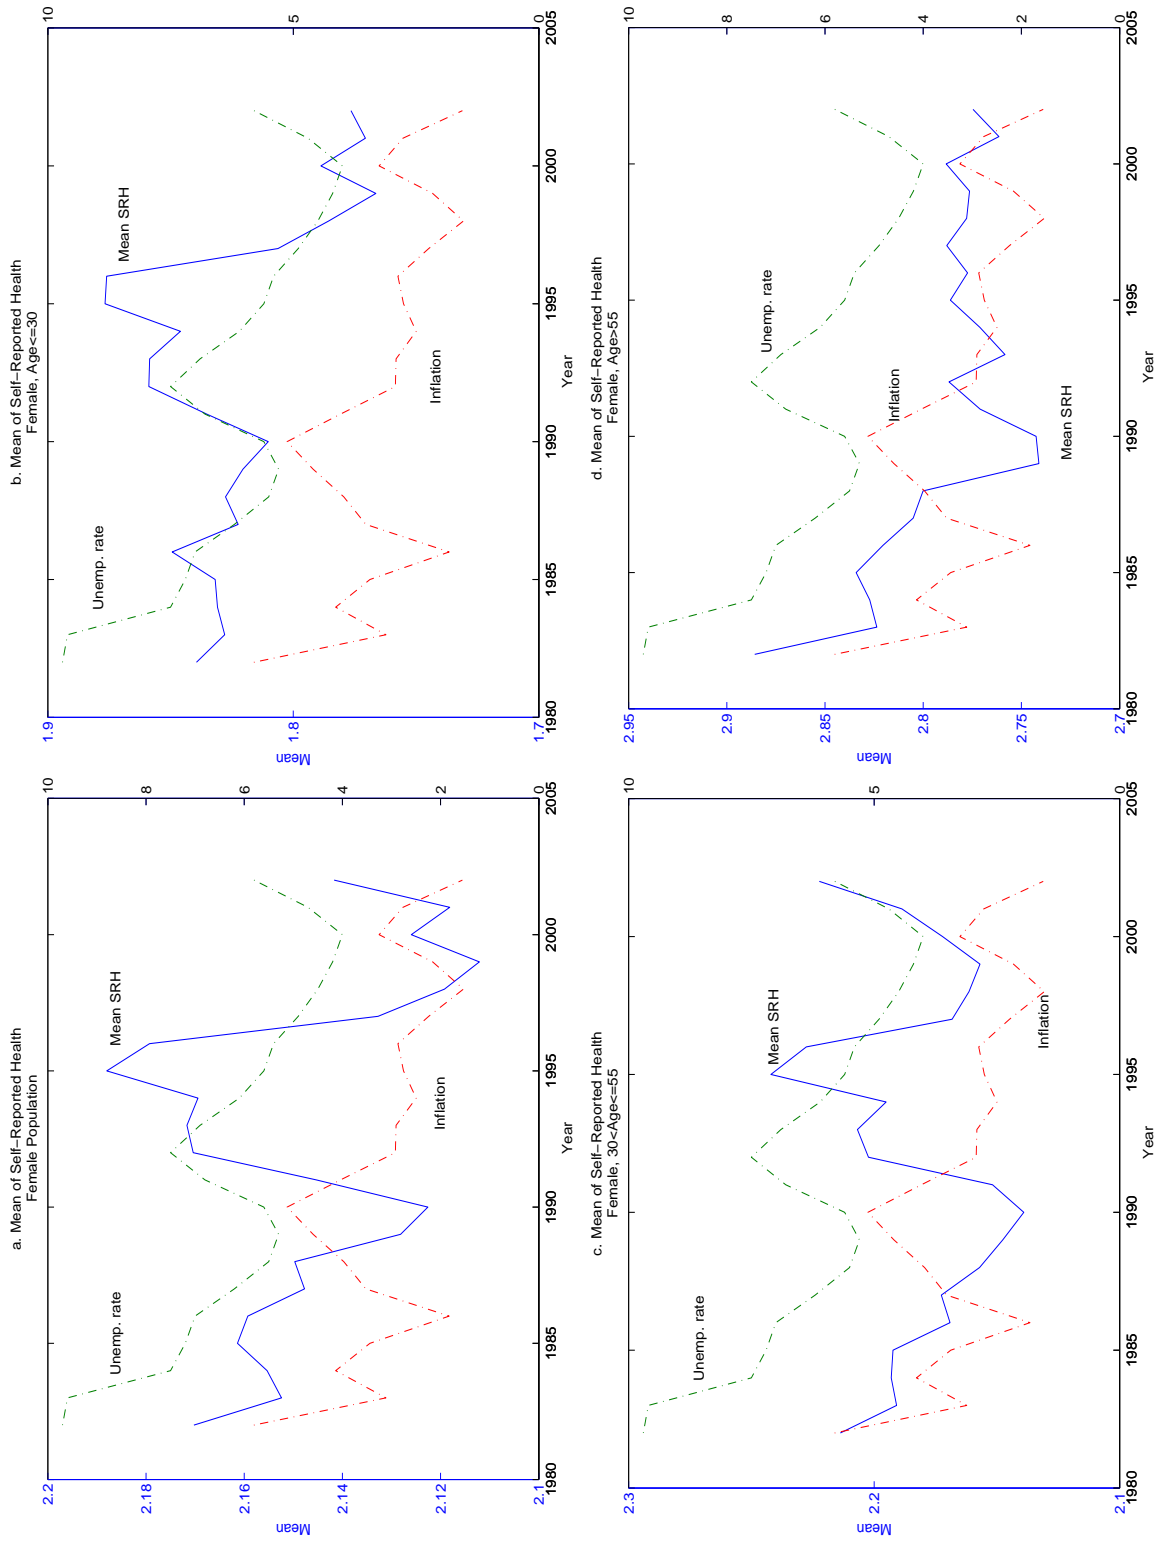 a. Mean of Self−Reported Health
Female Population
10
8
6
4
2
0
2.2
2.18
2.16
2.14
2.12
2.1
Mean
Unemp. rate
Mean SRH
Inflation
1980
1985
1990
1995
2000
2005
Year
b. Mean of Self−Reported Health
Female, Age<=30
10
5
0
1.9
1.8
1.7
Mean
Unemp. rate
Mean SRH
Inflation
1980
1985
1990
1995
2000
2005
Year
c. Mean of Self−Reported Health
Female, 30<Age<=55
10
5
0
2.3
2.2
2.1
Mean
Unemp. rate
Mean SRH
Inflation
1980
1985
1990
1995
2000
2005
Year
d. Mean of Self−Reported Health
Female, Age>55
10
8
6
4
2
0
2.95
2.9
2.85
2.8
2.75
2.7
Mean
Unemp. rate
Inflation
Mean SRH
1980
1985
1990
1995
2000
2005
Year